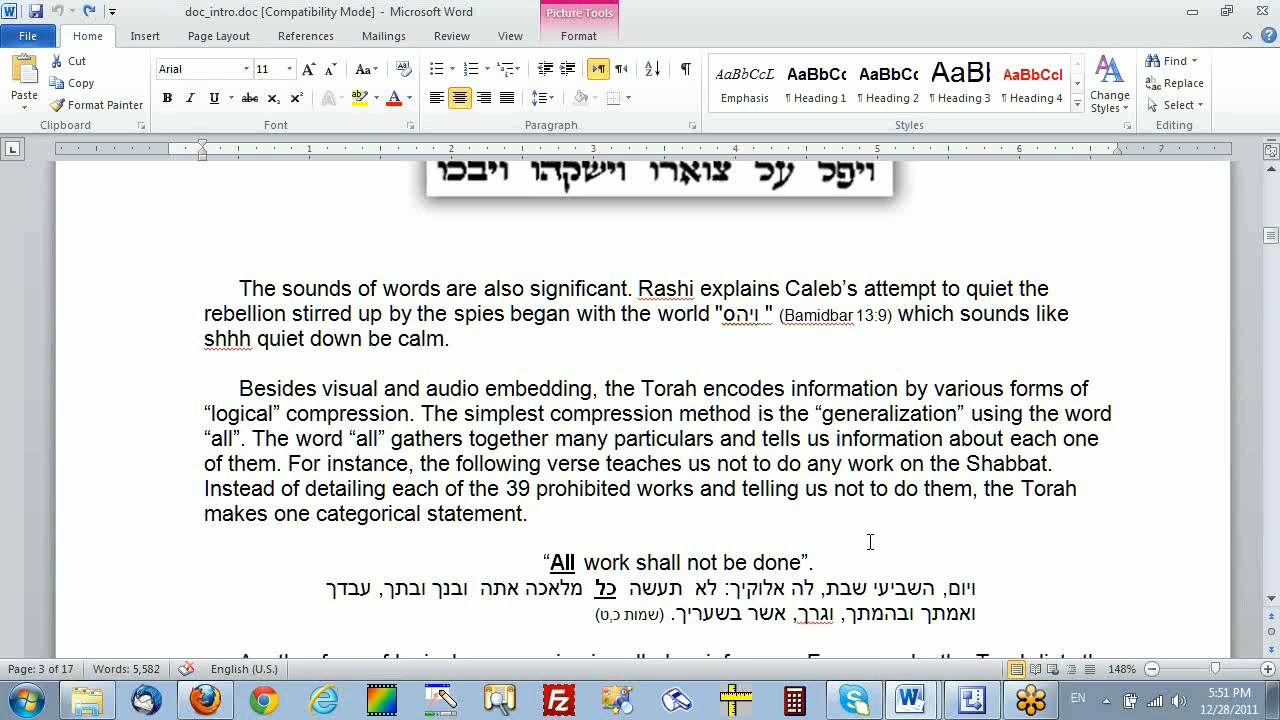 doc_intro.doc [Compatibility Mode] - Microsoft Word
Picture Tools
File Home Insert Page Layout References Mailings Review View Format
Paste
Cut
Copy
Format Painter
Arial 11
AaBbCcL AaBbCc AaBbCc AaBl AaBbCcl
Emphasis ¶ Heading 1 ¶ Heading 2 ¶ Heading 3 ¶ Heading 4
Change Styles
Find
Replace
Select
Clipboard Font Paragraph Styles Editing
1 2 3 4 5 6 7
ויפל על צוארו וישקהו ויבכו
The sounds of words are also significant. Rashi explains Caleb’s attempt to quiet the
rebellion stirred up by the spies began with the world "ויהס " (Bamidbar 13:9) which sounds like
shhh quiet down be calm.
Besides visual and audio embedding, the Torah encodes information by various forms of
“logical” compression. The simplest compression method is the “generalization” using the word
“all”. The word “all” gathers together many particulars and tells us information about each one
of them. For instance, the following verse teaches us not to do any work on the Shabbat.
Instead of detailing each of the 39 prohibited works and telling us not to do them, the Torah
makes one categorical statement.
“All work shall not be done”.
ויום, השביעי שבת, לה אלוקיך: לא תעשה כל מלאכה אתה ובנך ובתך, עבדך
ואמתך ובהמתך, וגרך, אשר בשעריך. (שמות כ,ט)
Page: 3 of 17 Words: 5,582 English (U.S.) 148%
EN 5:51 PM
12/28/2011